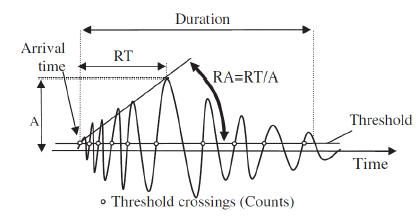 Duration
Arrival
time
RT
RA=RT/A
A
Threshold
Time
Threshold crossings (Counts)